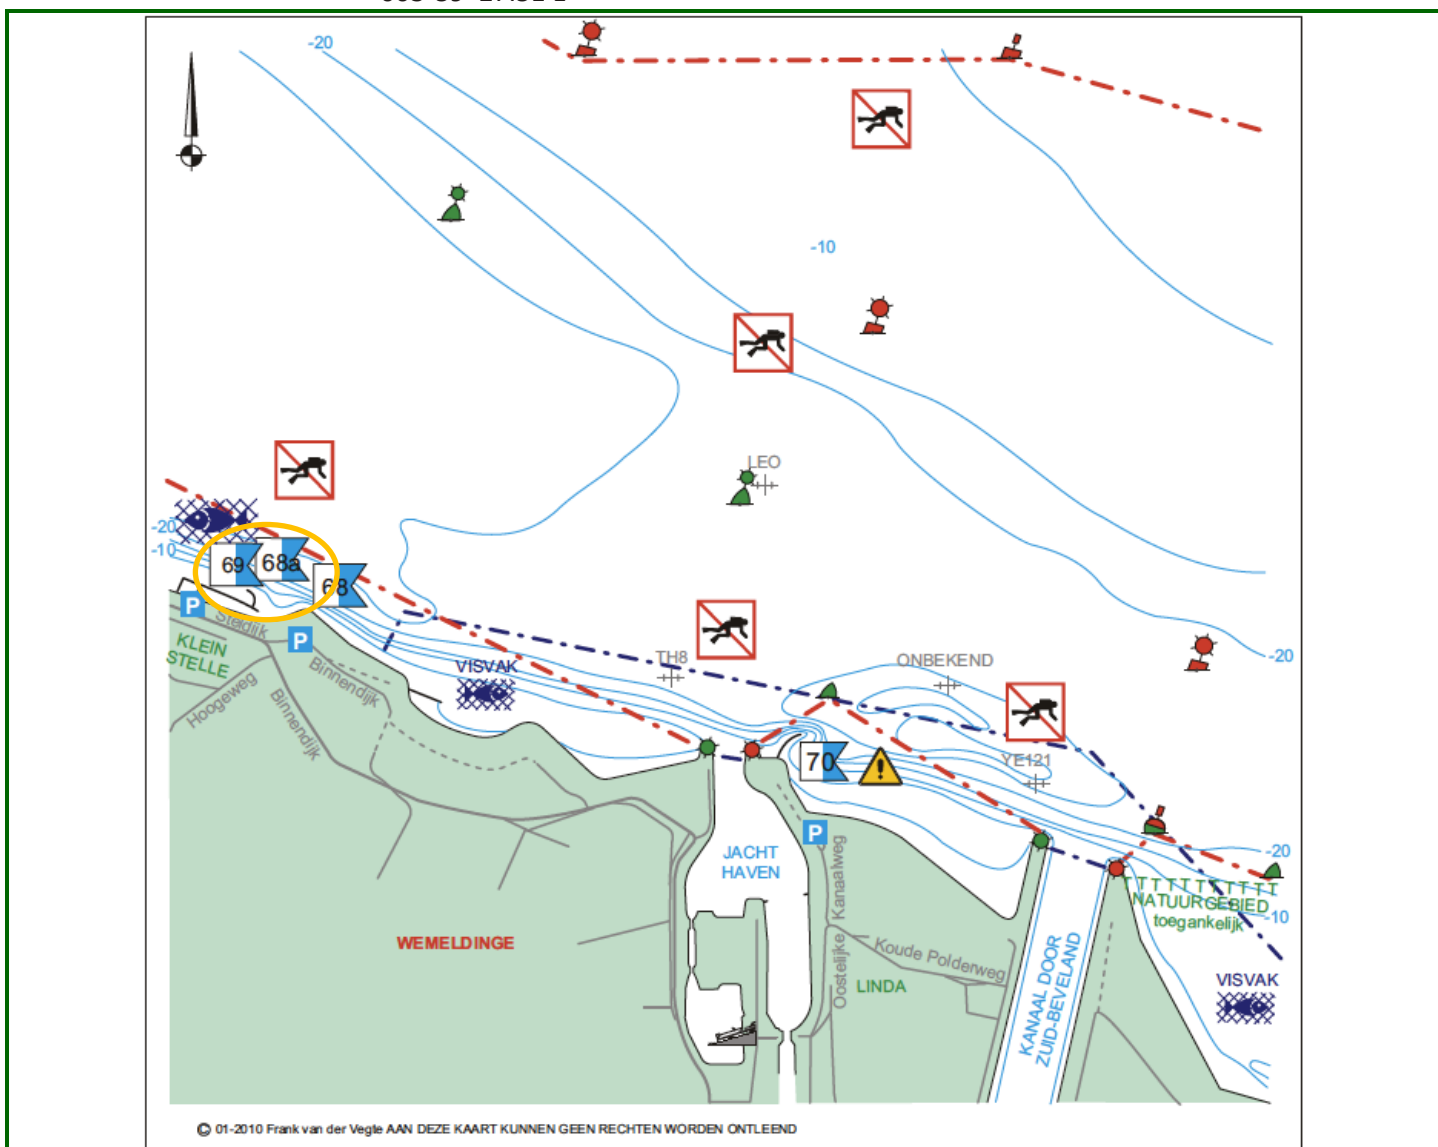 -20
-10
LEO
-20
-10
69
68a
68
P
Steldijk
P
KLEIN
STELLE
Hoogeweg
Binnendijk
Binnendijk
VISVAK
TH8
ONBEKEND
-20
YE121
70
P
JACHT
HAVEN
Oostelijke Kanaalweg
-20
T T T T T T T T T T T
NATUURGEBIED
toegankelijk
-10
WEMELDINGE
Koude Polderweg
LINDA
KANAAL DOOR
ZUID-BEVELAND
VISVAK
© 01-2010 Frank van der Vegte AAN DEZE KAART KUNNEN GEEN RECHTEN WORDEN ONTLEEND